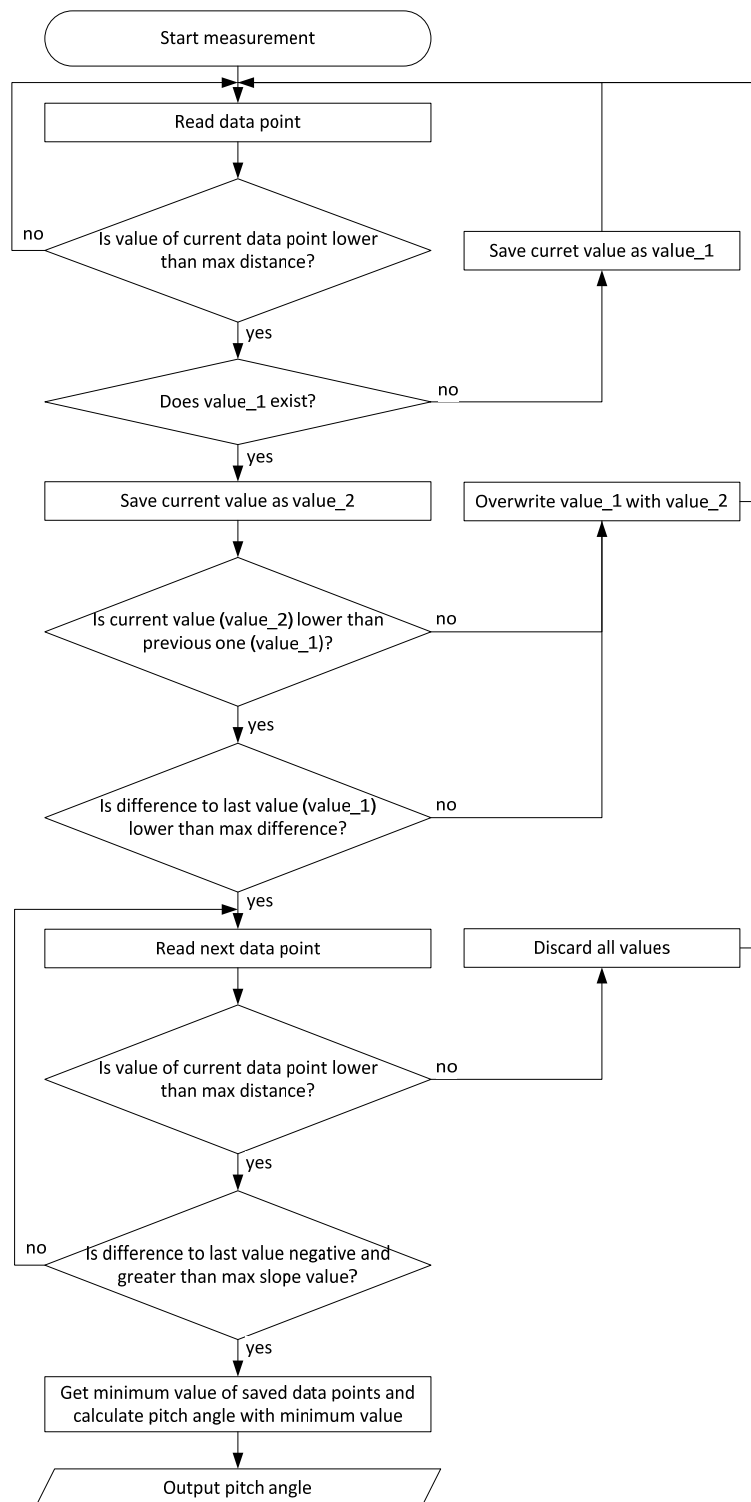 Start measurement
Read data point
no
Is value of current data point lower
than max distance?
Save curret value as value_1
yes
no
Does value_1 exist?
yes
Save current value as value_2
Overwrite value_1 with value_2
Is current value (value_2) lower than
previous one (value_1)?
no
yes
Is difference to last value (value_1)
lower than max difference?
no
yes
Read next data point
Discard all values
Is value of current data point lower
than max distance?
no
yes
no
Is difference to last value negative and
greater than max slope value?
yes
Get minimum value of saved data points and
calculate pitch angle with minimum value
Output pitch angle